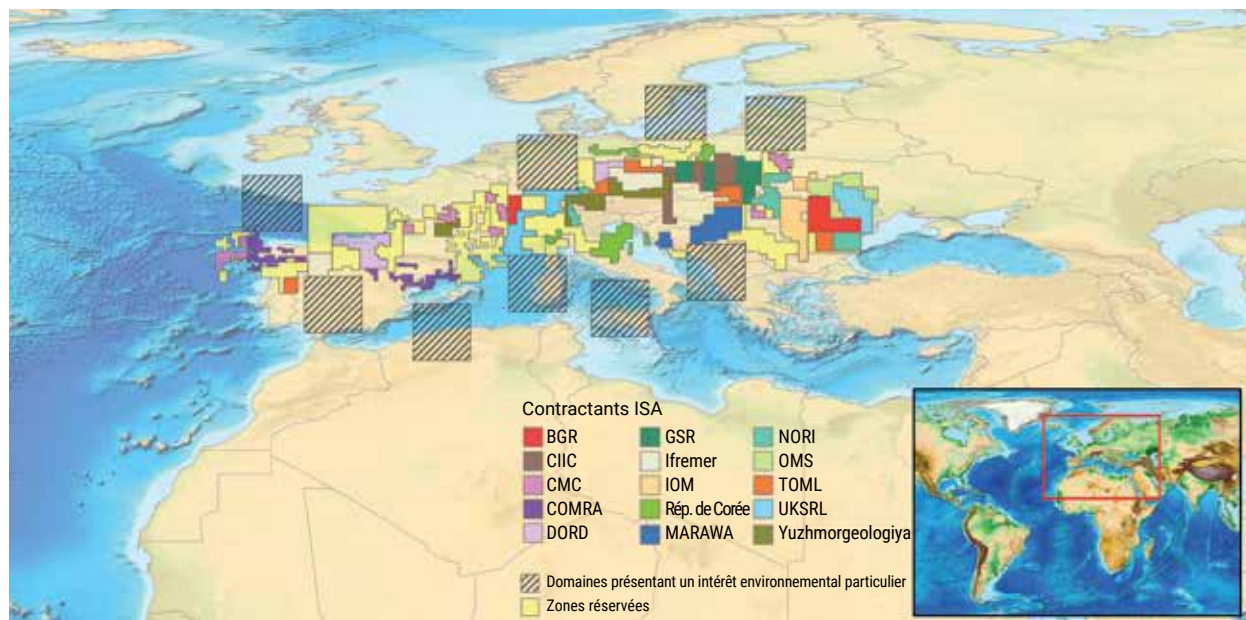 Contractants ISA
BGR
CIIC
CMC
COMRA
DORD
GSR
Ifremer
IOM
Rép. de Corée
MARAWA
NORI
OMS
TOML
UKSRL
Yuzhmorgeologiya
Domaines présentant un intérêt environnemental particulier
Zones réservées